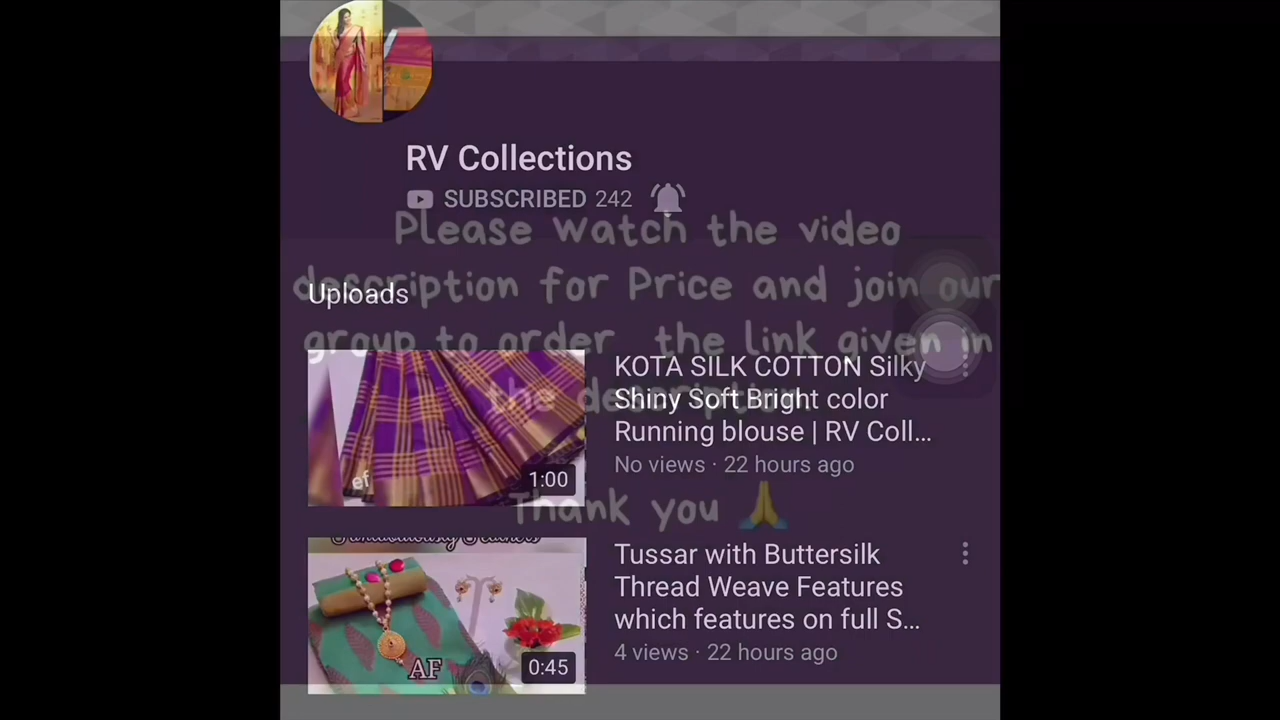 RV Collections
SUBSCRIBED 242
Please watch the video
description for Price and join our
Uploads
group to order the link given in
the description.
KOTA SILK COTTON Silky
Shiny Soft Bright color
Running blouse | RV Coll...
No views · 22 hours ago
ef
1:00
Thank you 🙏
Tussar with Buttersilk
Thread Weave Features
which features on full S...
4 views · 22 hours ago
AF
0:45